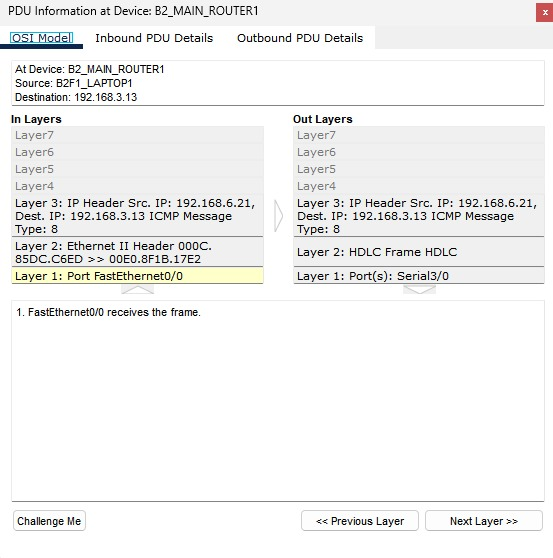 PDU Information at Device: B2_MAIN_ROUTER1
x
OSI Model
Inbound PDU Details
Outbound PDU Details
At Device: B2_MAIN_ROUTER1
Source: B2F1_LAPTOP1
Destination: 192.168.3.13
In Layers
Layer7
Layer6
Layer5
Layer4
Layer 3: IP Header Src. IP: 192.168.6.21,
Dest. IP: 192.168.3.13 ICMP Message
Type: 8
Layer 2: Ethernet II Header 000C.
85DC.C6ED >> 00E0.8F1B.17E2
Layer 1: Port FastEthernet0/0
Out Layers
Layer7
Layer6
Layer5
Layer4
Layer 3: IP Header Src. IP: 192.168.6.21,
Dest. IP: 192.168.3.13 ICMP Message
Type: 8
Layer 2: HDLC Frame HDLC
Layer 1: Port(s): Serial3/0
1. FastEthernet0/0 receives the frame.
Challenge Me
<< Previous Layer
Next Layer >>